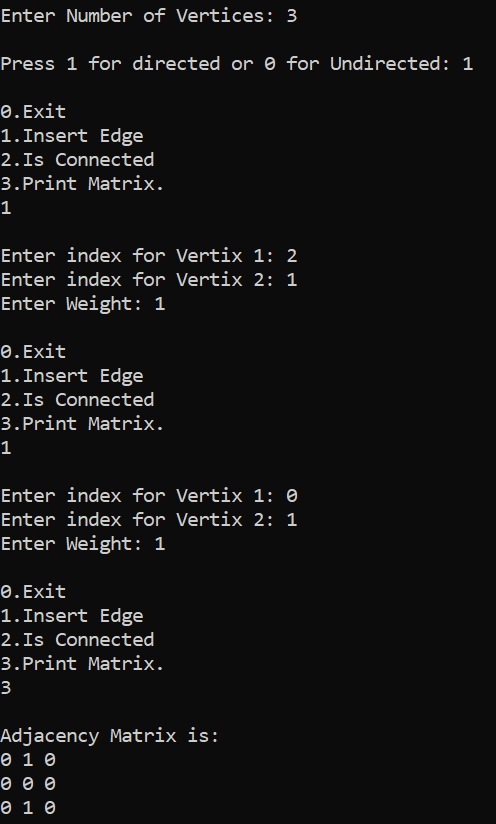 Enter Number of Vertices: 3
Press 1 for directed or 0 for Undirected: 1
0.Exit
1.Insert Edge
2.Is Connected
3.Print Matrix.
1
Enter index for Vertix 1: 2
Enter index for Vertix 2: 1
Enter Weight: 1
0.Exit
1.Insert Edge
2.Is Connected
3.Print Matrix.
1
Enter index for Vertix 1: 0
Enter index for Vertix 2: 1
Enter Weight: 1
0.Exit
1.Insert Edge
2.Is Connected
3.Print Matrix.
3
Adjacency Matrix is:
0 1 0
0 0 0
0 1 0